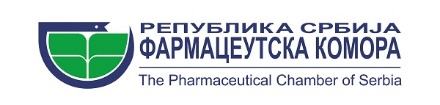 РЕПУБЛИКА СРБИЈА
ФАРМАЦЕУТСКА КОМОРА
The Pharmaceutical Chamber of Serbia